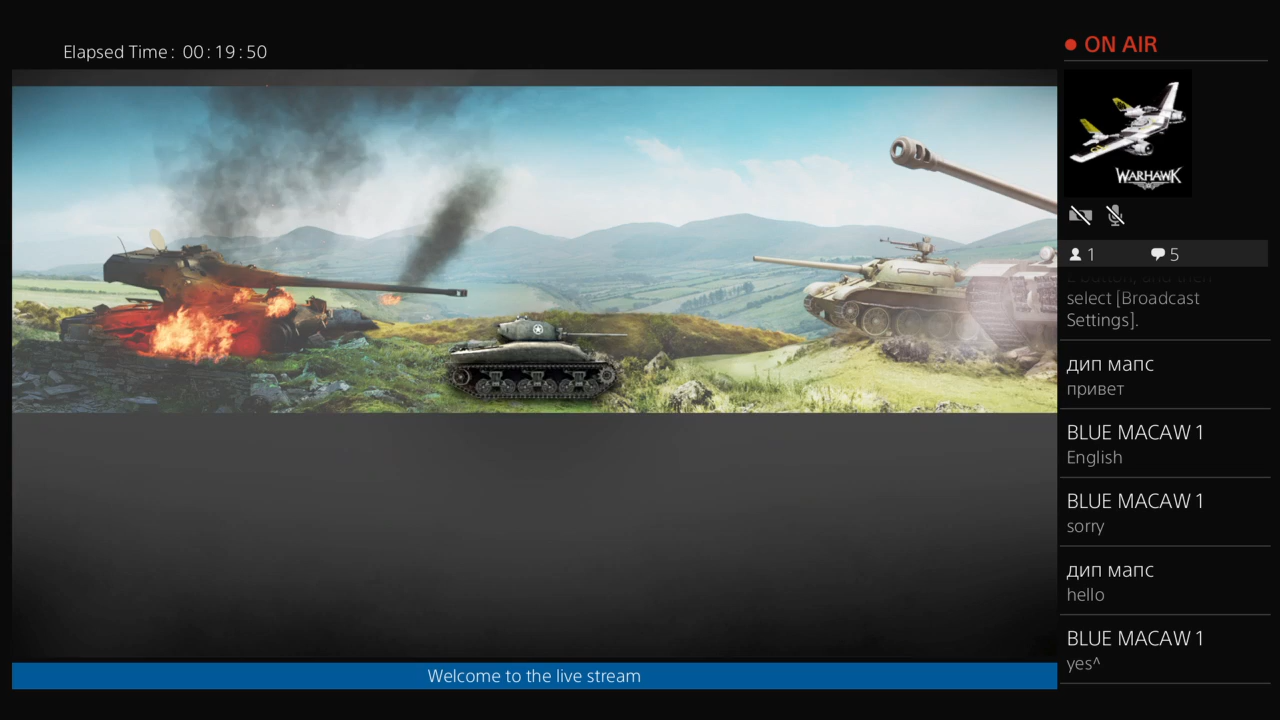 Elapsed Time: 00:19:50
ON AIR
WARHAWK
1
5
select [Broadcast
Settings].
дип мапс
привет
BLUE MACAW 1
English
BLUE MACAW 1
sorry
дип мапс
hello
BLUE MACAW 1
yes^
Welcome to the live stream